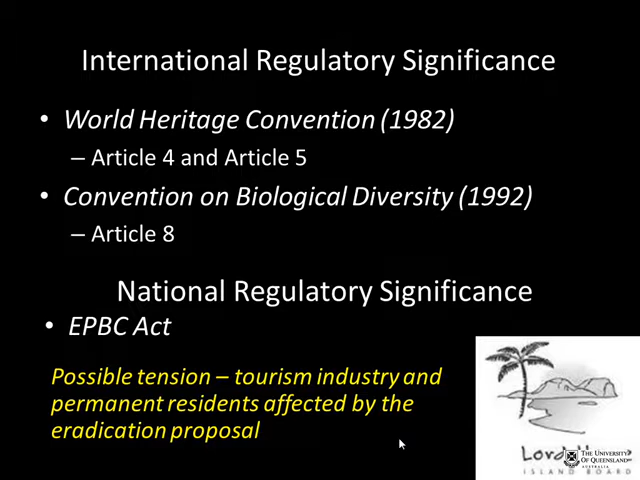 International Regulatory Significance
• World Heritage Convention (1982)
– Article 4 and Article 5
• Convention on Biological Diversity (1992)
– Article 8
National Regulatory Significance
• EPBC Act
Possible tension – tourism industry and
permanent residents affected by the
eradication proposal
THE UNIVERSITY
OF QUEENSLAND
AUSTRALIA
ISLAND BOARD